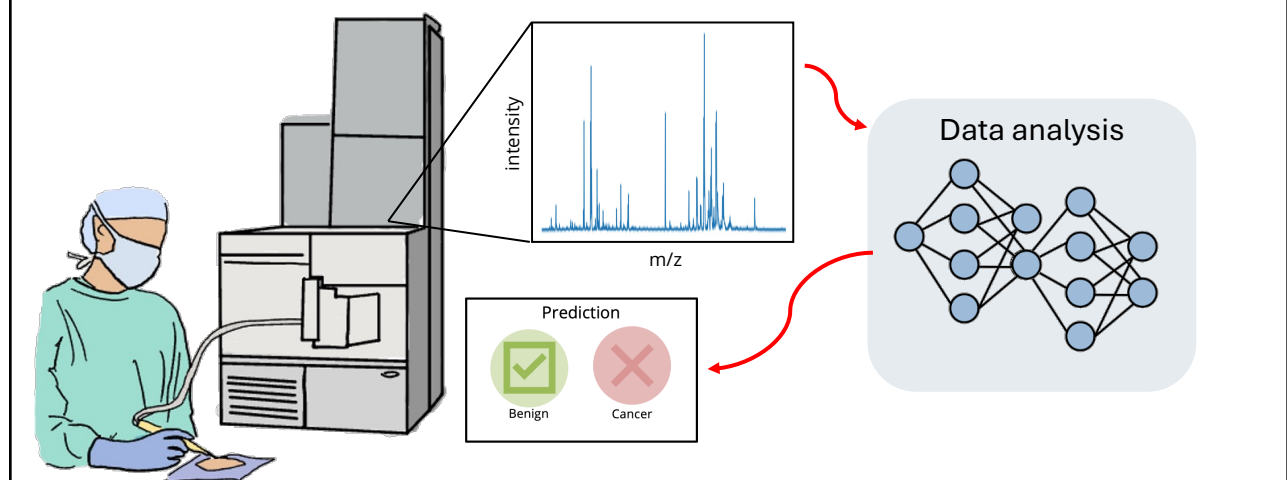 intensity
m/z
Data analysis
Prediction
Benign
Cancer